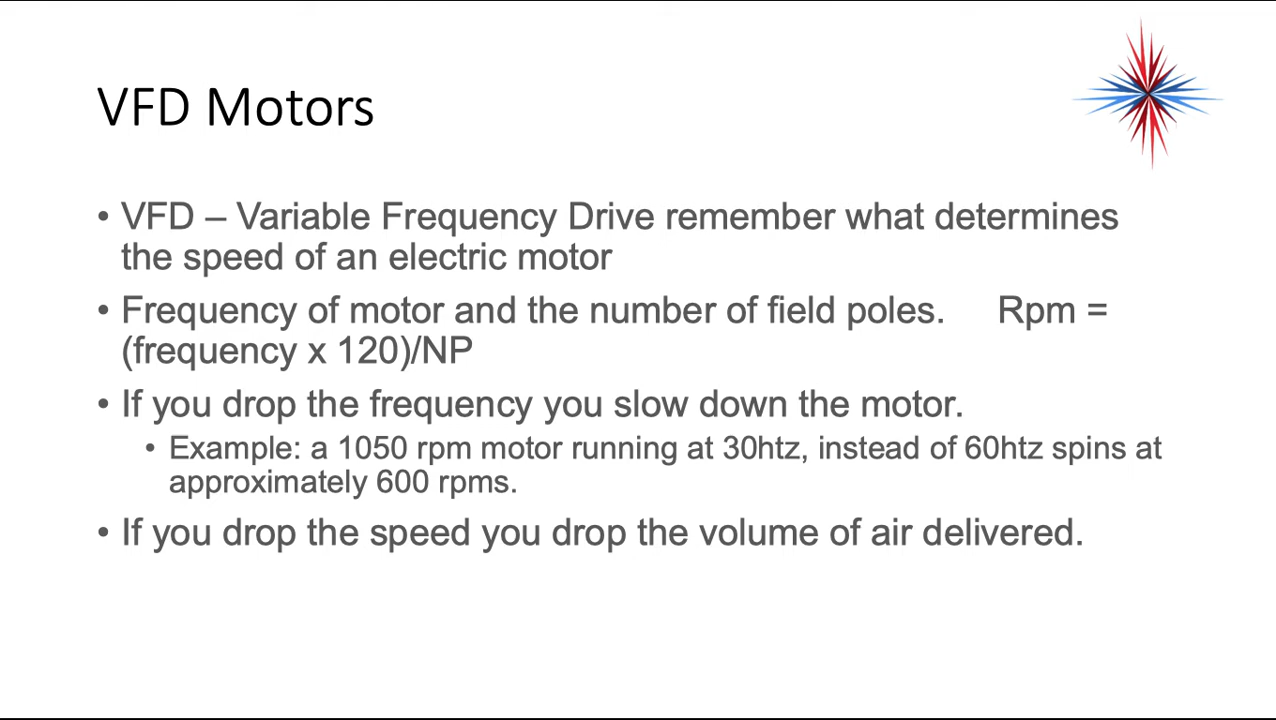 VFD Motors
• VFD – Variable Frequency Drive remember what determines
the speed of an electric motor
• Frequency of motor and the number of field poles. Rpm =
(frequency x 120)/NP
• If you drop the frequency you slow down the motor.
• Example: a 1050 rpm motor running at 30htz, instead of 60htz spins at
approximately 600 rpms.
• If you drop the speed you drop the volume of air delivered.